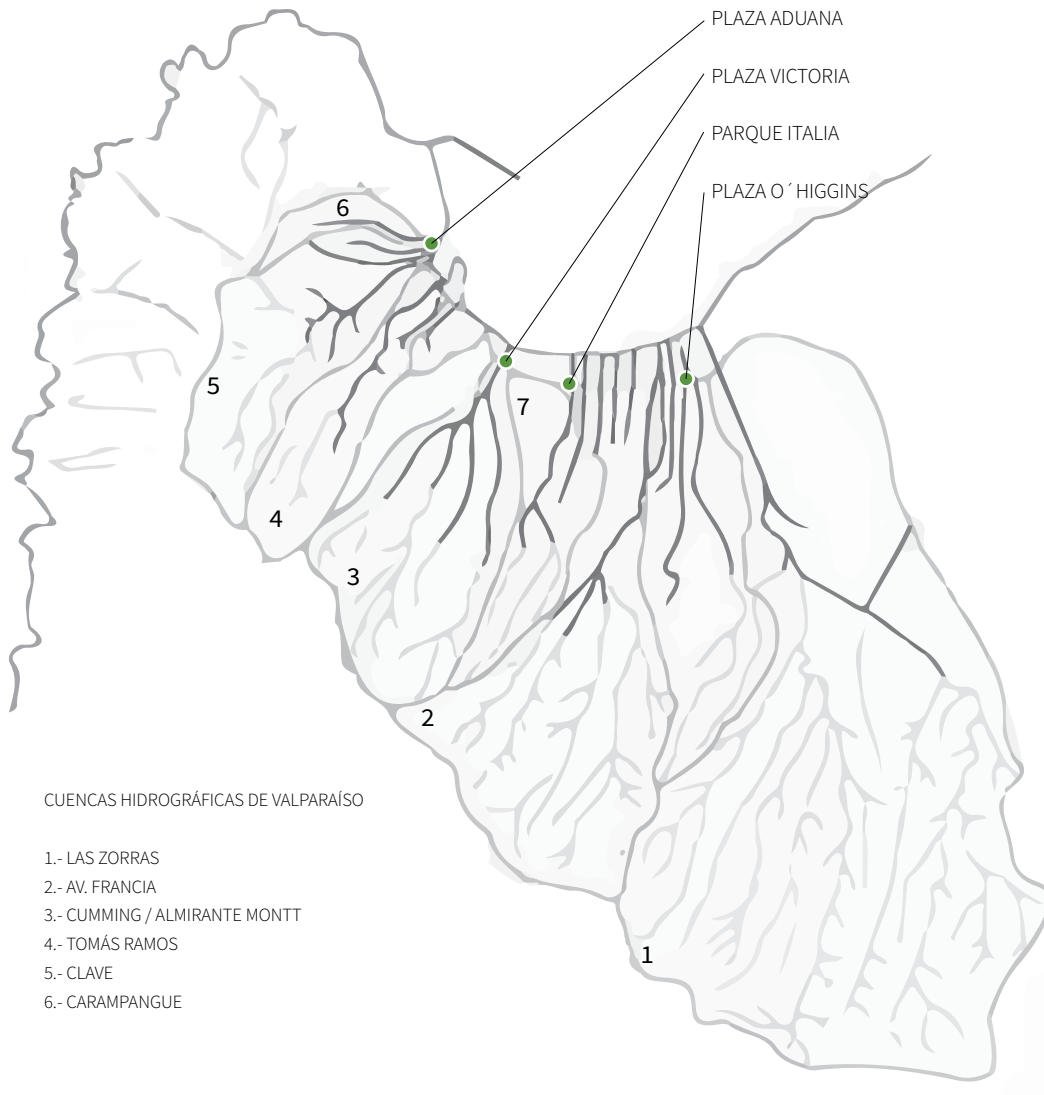 PLAZA ADUANA
PLAZA VICTORIA
PARQUE ITALIA
PLAZA O´HIGGINS
6
5
7
4
3
2
1
CUENCAS HIDROGRÁFICAS DE VALPARAÍSO
1.- LAS ZORRAS
2.- AV. FRANCIA
3.- CUMMING / ALMIRANTE MONTT
4.- TOMÁS RAMOS
5.- CLAVE
6.- CARAMPANGUE